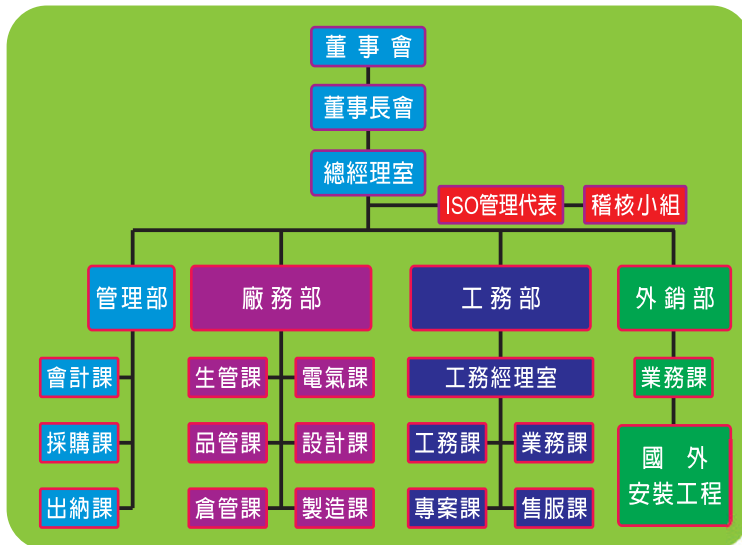 董事會
董事長會
總經理室
ISO管理代表
稽核小組
管理部
廠務部
工務部
外銷部
會計課
生管課
電氣課
工務經理室
業務課
採購課
品管課
設計課
工務課
業務課
國外
安裝工程
出納課
倉管課
製造課
專案課
售服課